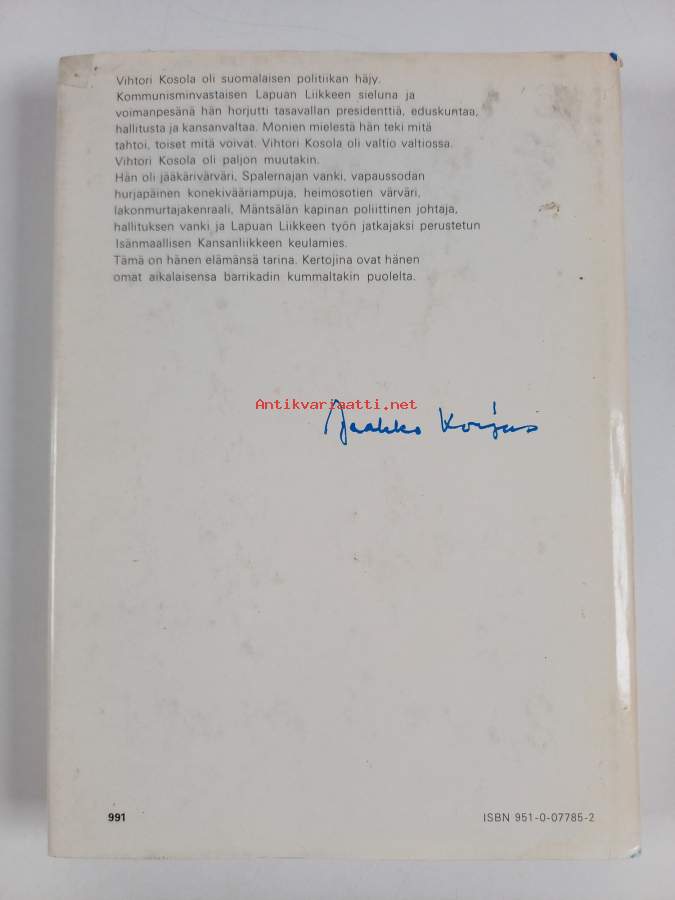 Vihtori Kosola oli suomalaisen politiikan häjy.
Kommunisminvastaisen Lapuan Liikkeen sieluna ja
voimanpesänä hän horjutti tasavallan presidenttiä, eduskuntaa,
hallitusta ja kansanvaltaa. Monien mielestä hän teki mitä
tahtoi, toiset mitä voivat. Vihtori Kosola oli valtio valtiossa.
Vihtori Kosola oli paljon muutakin.
Hän oli jääkärivärväri, Spalernajan vanki, vapaussodan
hurjapäinen konekivääriampuja, heimosotien värväri,
lakonmurtajakenraali, Mäntsälän kapinan poliittinen johtaja,
hallituksen vanki ja Lapuan Liikkeen työn jatkajaksi perustetun
Isänmaallisen Kansanliikkeen keulamies.
Tämä on hänen elämänsä tarina. Kertojina ovat hänen
omat aikalaisensa barrikadin kummaltakin puolelta.
Antikvariaatti.net
Jaakko Korjus
991
ISBN 951-0-07785-2